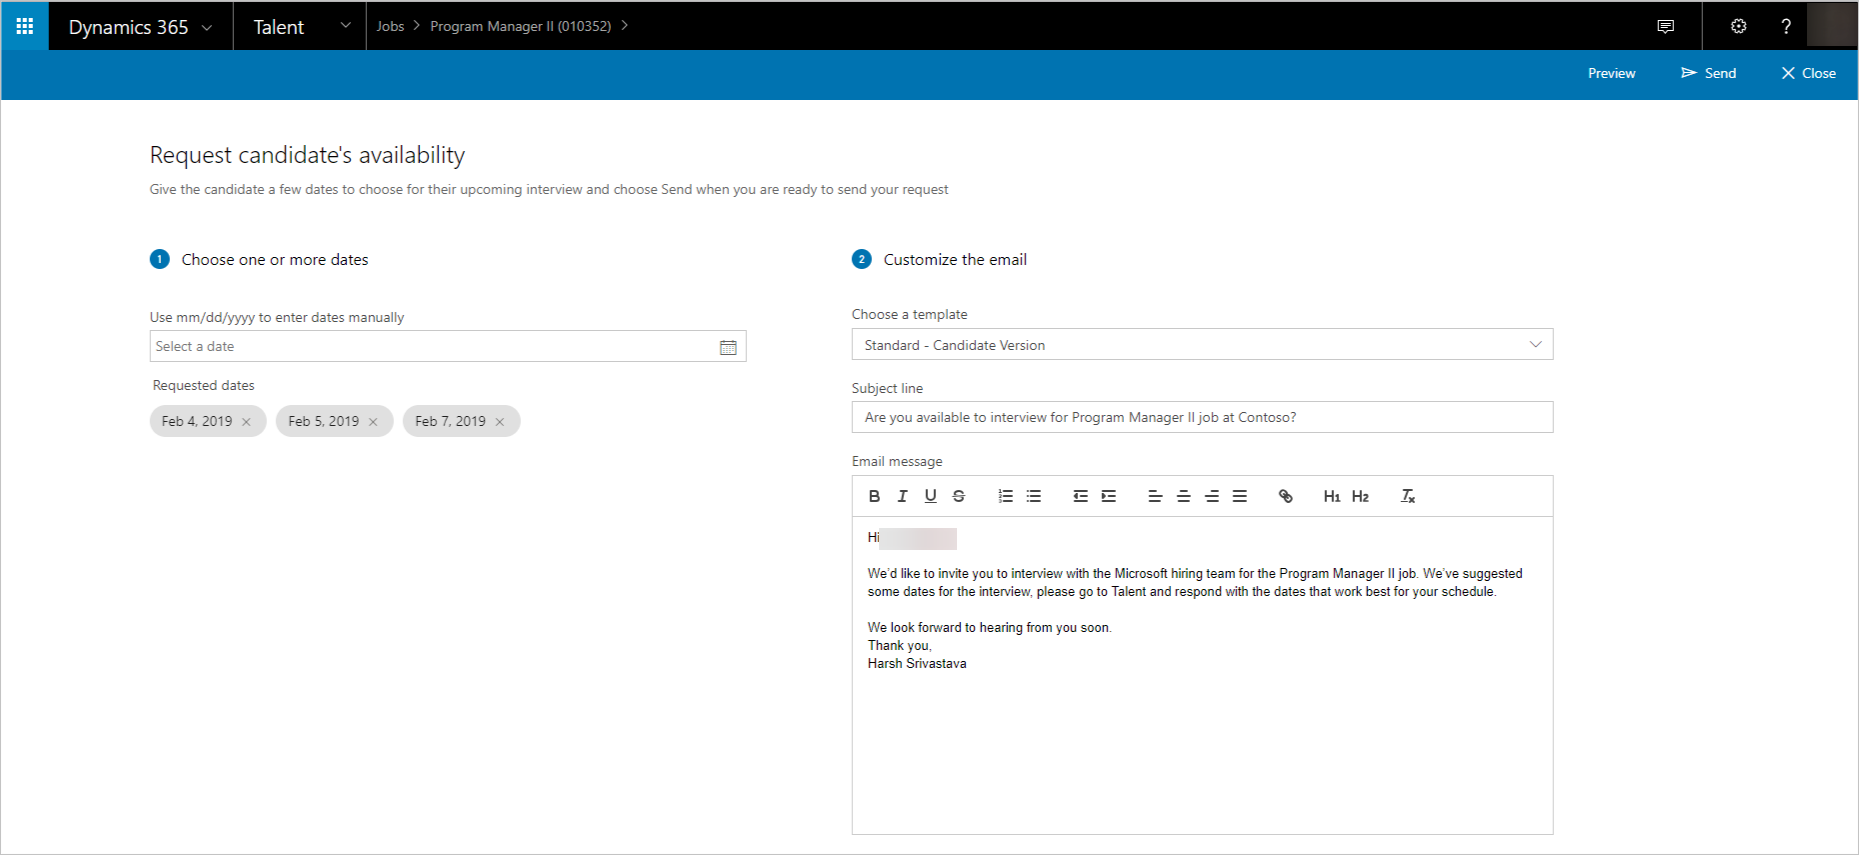 Dynamics 365 Talent Jobs > Program Manager II (010352) > ?
Preview Send Close
Request candidate's availability
Give the candidate a few dates to choose for their upcoming interview and choose Send when you are ready to send your request
1 Choose one or more dates
Use mm/dd/yyyy to enter dates manually
Select a date
Requested dates
Feb 4, 2019 × Feb 5, 2019 × Feb 7, 2019 ×
2 Customize the email
Choose a template
Standard - Candidate Version
Subject line
Are you available to interview for Program Manager II job at Contoso?
Email message
B I U S H1 H2 Tx
Hi
We’d like to invite you to interview with the Microsoft hiring team for the Program Manager II job. We’ve suggested
some dates for the interview, please go to Talent and respond with the dates that work best for your schedule.
We look forward to hearing from you soon.
Thank you,
Harsh Srivastava